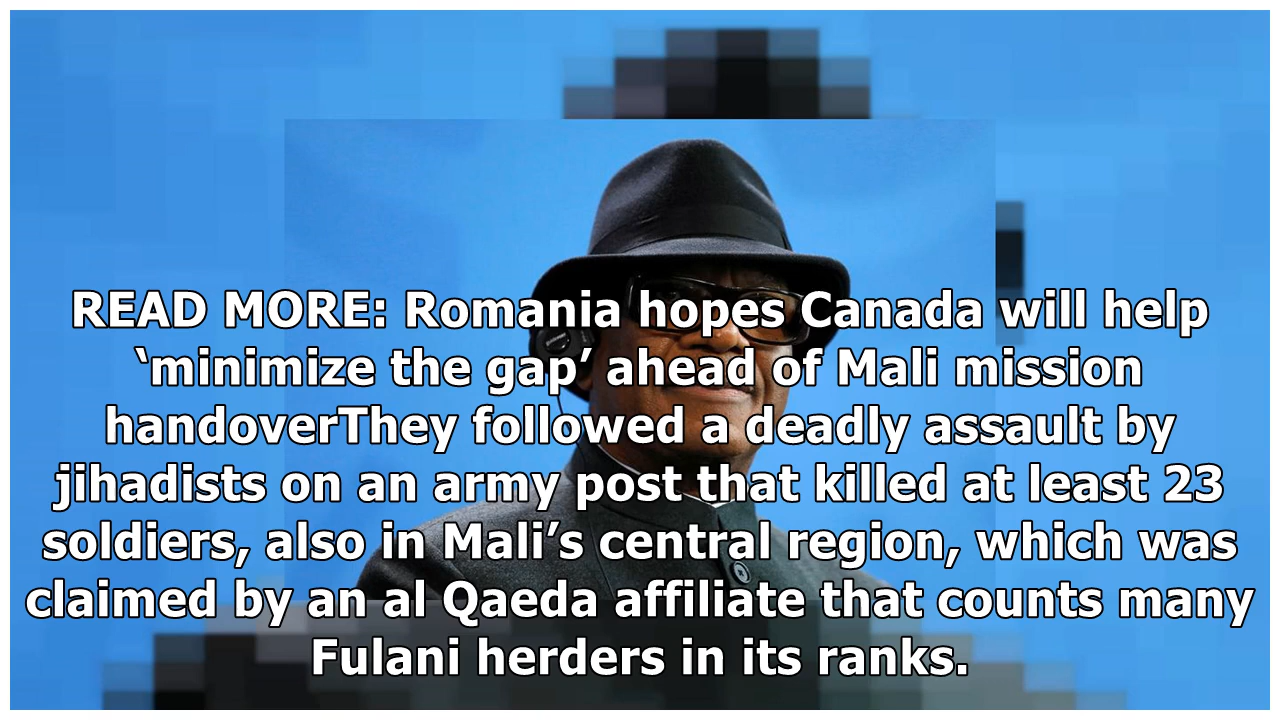 READ MORE: Romania hopes Canada will help
‘minimize the gap’ ahead of Mali mission
handoverThey followed a deadly assault by
jihadists on an army post that killed at least 23
soldiers, also in Mali’s central region, which was
claimed by an al Qaeda affiliate that counts many
Fulani herders in its ranks.